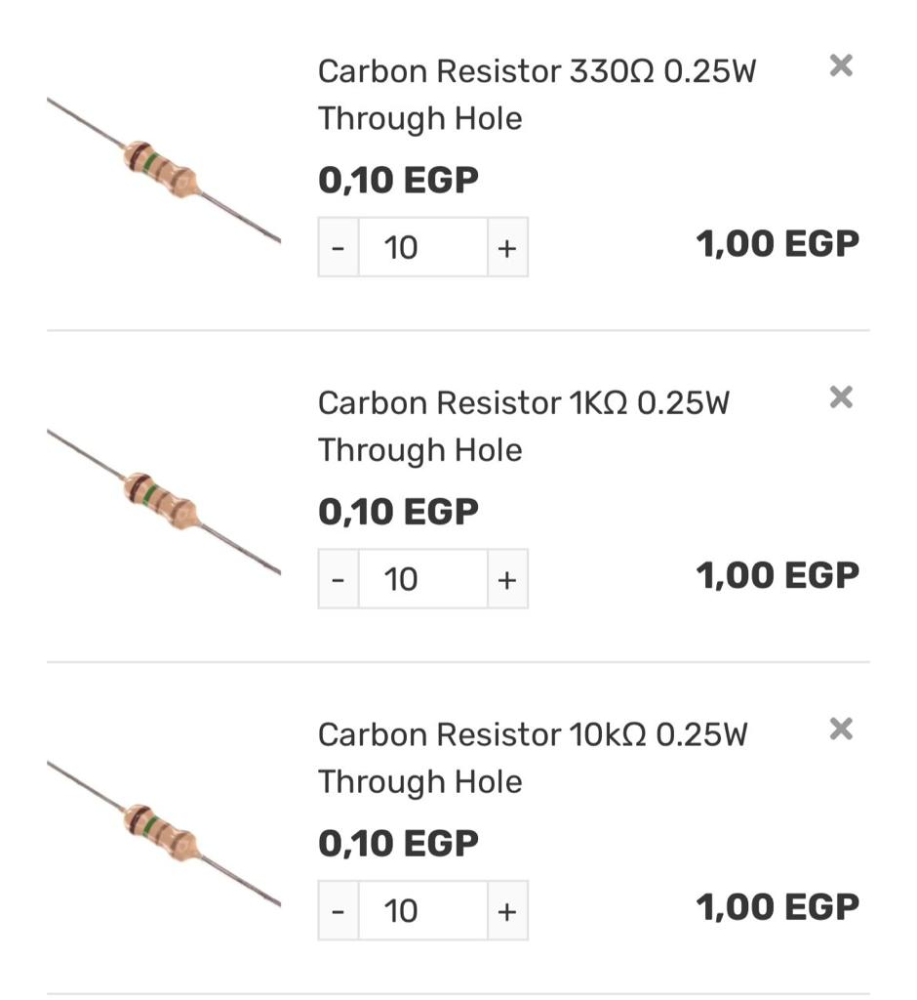 Carbon Resistor 330Ω 0.25W
Through Hole
0,10 EGP
- 10 +
1,00 EGP
Carbon Resistor 1KΩ 0.25W
Through Hole
0,10 EGP
- 10 +
1,00 EGP
Carbon Resistor 10kΩ 0.25W
Through Hole
0,10 EGP
- 10 +
1,00 EGP